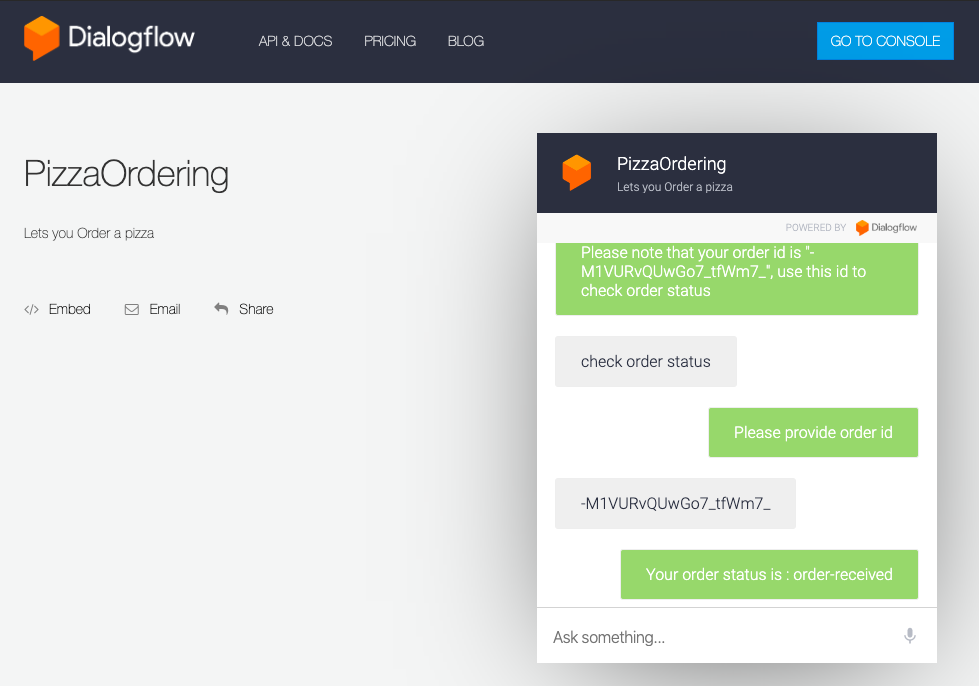 Dialogflow
API & DOCS
PRICING
BLOG
GO TO CONSOLE
PizzaOrdering
Lets you Order a pizza
</> Embed
Email
Share
PizzaOrdering
Lets you Order a pizza
POWERED BY Dialogflow
Please note that your order id is "-
M1VURvQUwGo7_tfWm7_", use this id to
check order status
check order status
Please provide order id
-M1VURvQUwGo7_tfWm7_
Your order status is : order-received
Ask something...